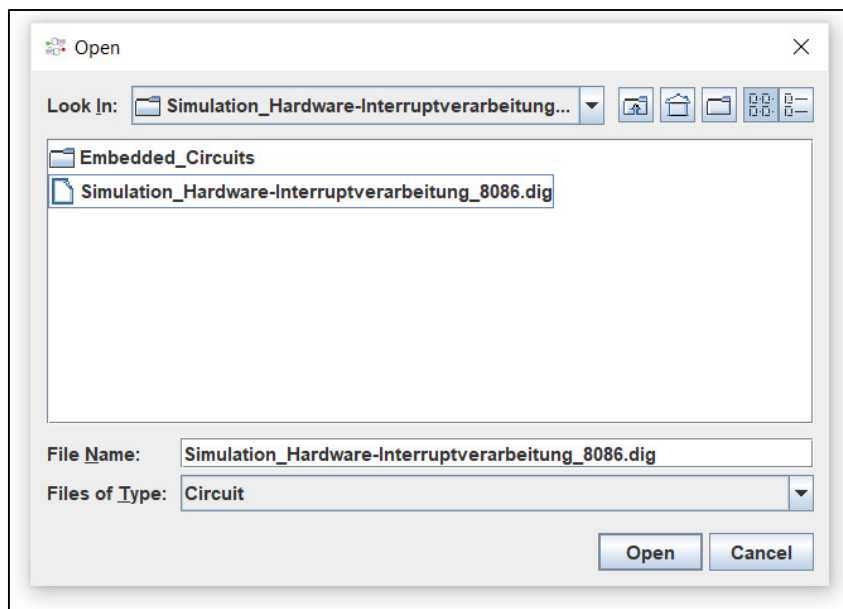 Open
Look In: Simulation_Hardware-Interruptverarbeitung...
Embedded_Circuits
Simulation_Hardware-Interruptverarbeitung_8086.dig
File Name: Simulation_Hardware-Interruptverarbeitung_8086.dig
Files of Type: Circuit
Open Cancel